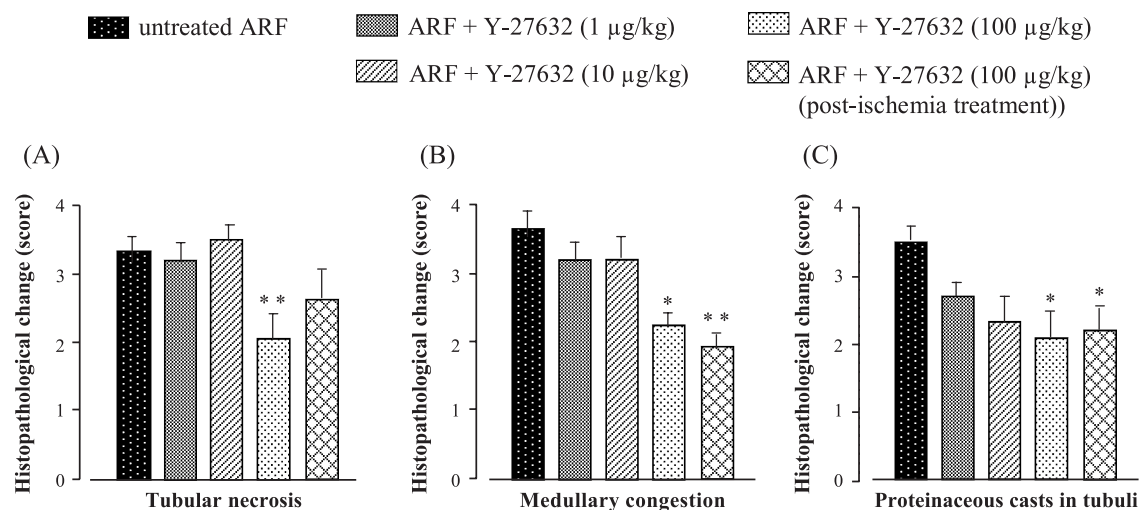 untreated ARF
ARF + Y-27632 (1 µg/kg)
ARF + Y-27632 (100 µg/kg)
ARF + Y-27632 (10 µg/kg)
ARF + Y-27632 (100 µg/kg)
(post-ischemia treatment))
(A)
(B)
(C)
Histopathological change (score)
4
3
2
1
0
**
Tubular necrosis
Histopathological change (score)
4
3
2
1
0
*
**
Medullary congestion
Histopathological change (score)
4
3
2
1
0
*
*
Proteinaceous casts in tubuli